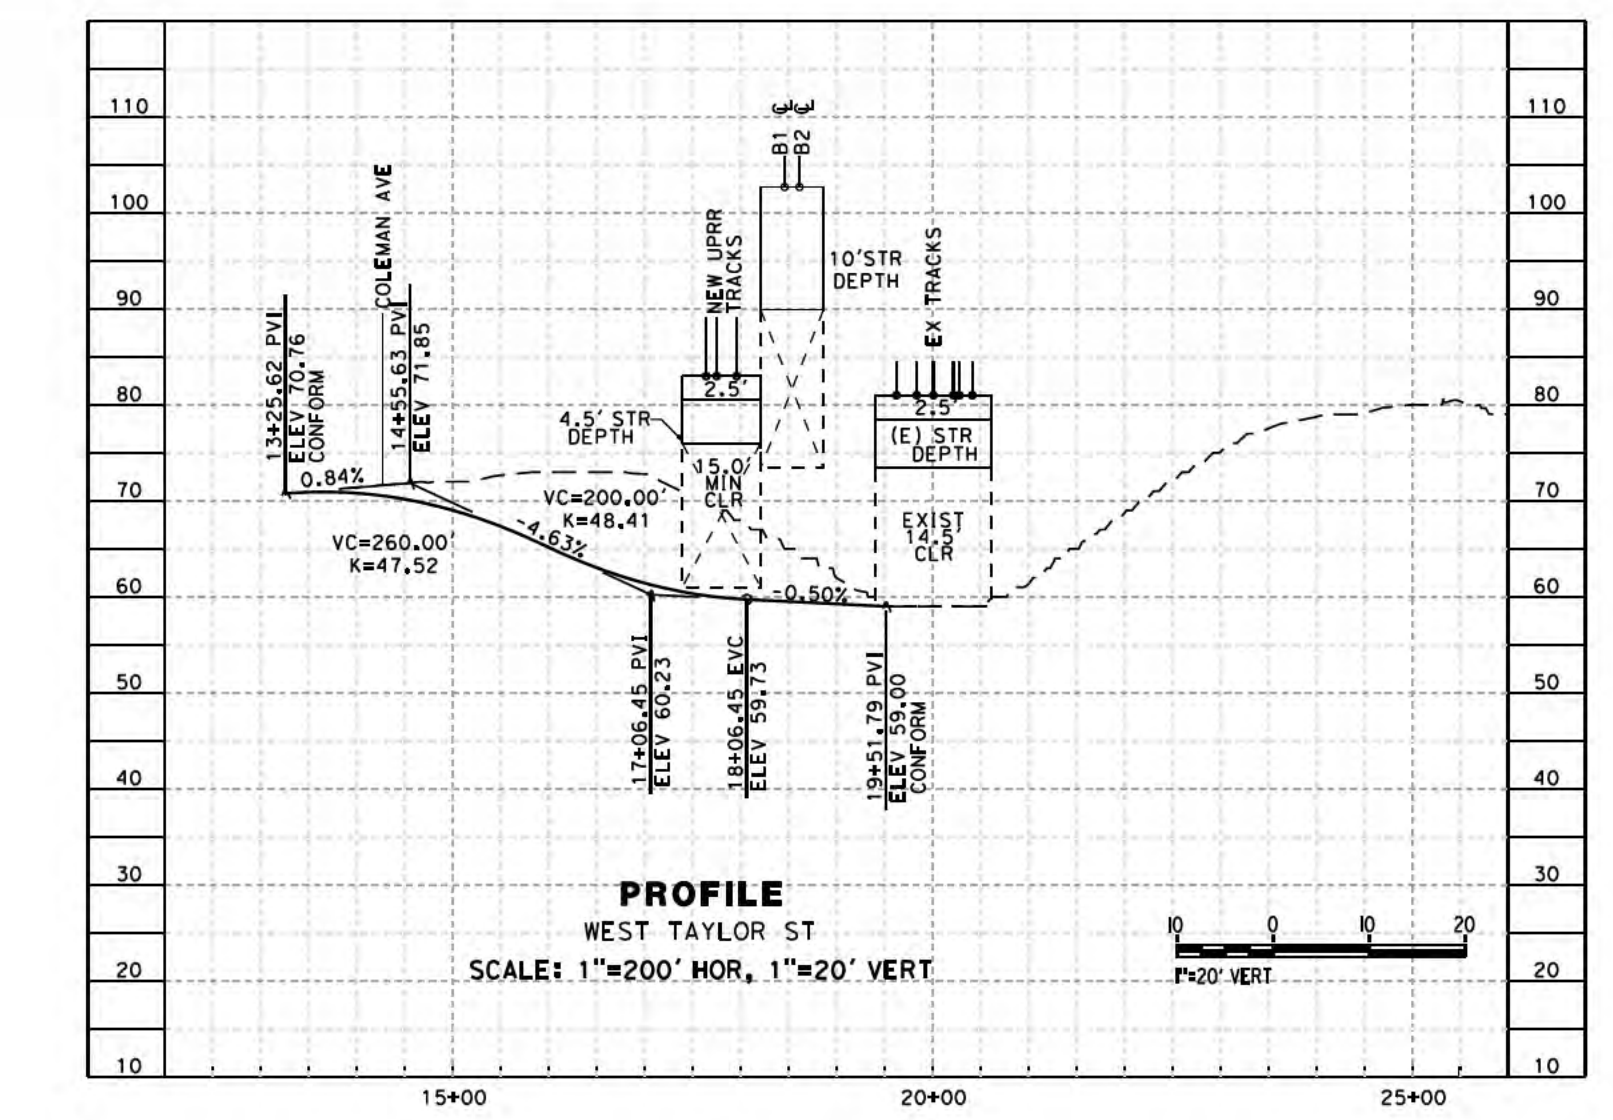 110
100
90
80
70
60
50
40
30
20
10
110
100
90
80
70
60
50
40
30
20
10
15+00
20+00
25+00
13+25.62 PVI
ELEV 70.76
CONFORM
COLEMAN AVE
14+55.63 PVI
ELEV 71.85
0.84%
VC=260.00'
K=47.52
-4.63%
VC=200.00'
K=48.41
4.5' STR
DEPTH
NEW UPRR
TRACKS
2.5'
15.0'
MIN
CLR
B1 ℄
B2 ℄
10'STR
DEPTH
EX TRACKS
2.5'
(E) STR
DEPTH
EXIST
14.5'
CLR
-0.50%
17+06.45 PVI
ELEV 60.23
18+06.45 EVC
ELEV 59.73
19+51.79 PVI
ELEV 59.00
CONFORM
PROFILE
WEST TAYLOR ST
SCALE: 1"=200' HOR, 1"=20' VERT
10 0 10 20
1"=20' VERT